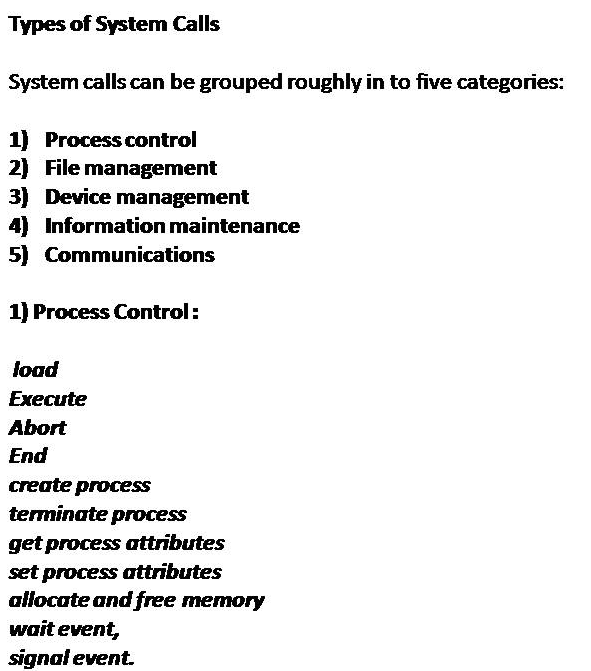 Types of System Calls
System calls can be grouped roughly in to five categories:
1) Process control
2) File management
3) Device management
4) Information maintenance
5) Communications
1) Process Control :
load
Execute
Abort
End
create process
terminate process
get process attributes
set process attributes
allocate and free memory
wait event,
signal event.